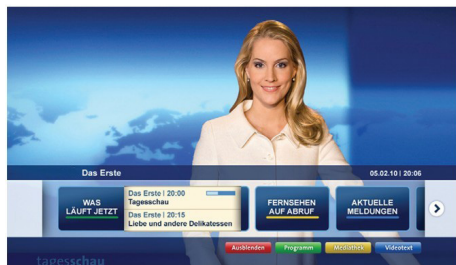 Das Erste
05.02.10 | 20:06
WAS
LÄUFT JETZT
Das Erste | 20:00
Tagesschau
Das Erste | 20:15
Liebe und andere Delikatessen
FERNSEHEN
AUF ABRUF
AKTUELLE
MELDUNGEN
Ausblenden
Programm
Mediathek
Videotext
tagesschau